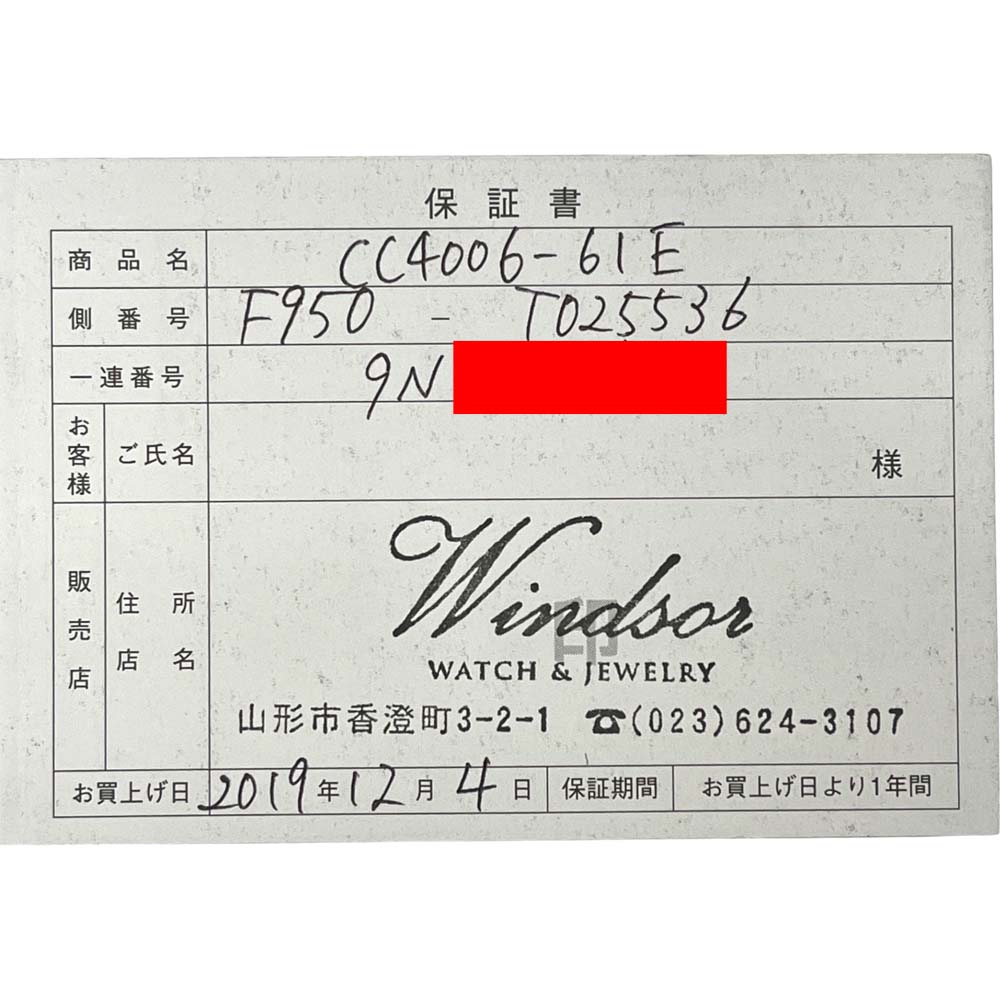 保証書
商品名 CC4006-61E
側番号 F950 - T025536
一連番号 9N
お客様 ご氏名 様
販売店 住所 店名
Windsor
印
WATCH & JEWELRY
山形市香澄町3-2-1 ☎(023)624-3107
お買上げ日 2019年12月4日 保証期間 お買上げ日より1年間